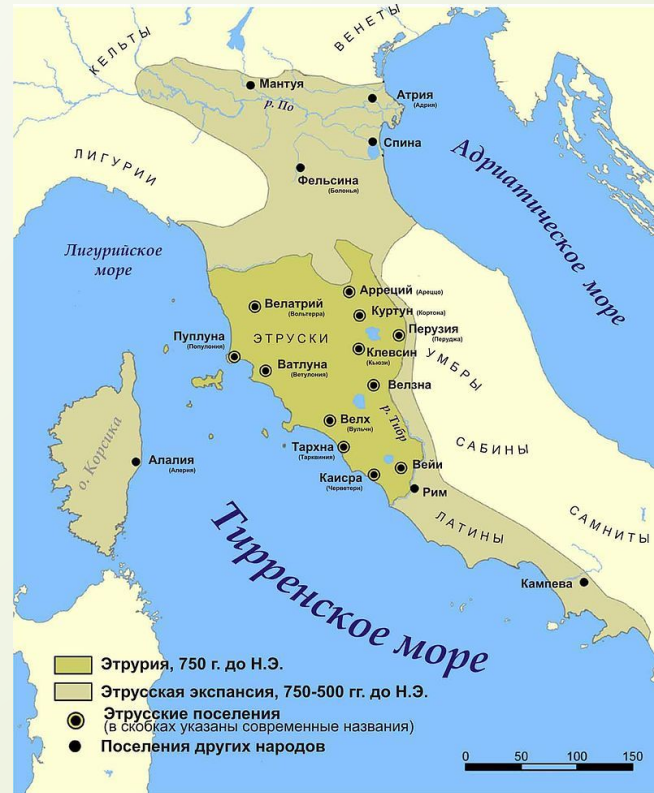 КЕЛЬТЫ
ВЕНЕТЫ
Мантуя
р. По
Атрия
(Адрия)
Спина
ЛИГУРИИ
Фельсина
(Болонья)
Адриатическое море
Лигурийское
море
Арреций (Ареццо)
Велатрий
(Вольтерра)
Куртун (Кортона)
ЭТРУСКИ
Перузия
(Перуджа)
Пуплуна
(Популония)
Клевсин
(Кьюзи)
УМБРЫ
Ватлуна
(Ветулония)
Велзна
Велх
(Вульчи)
р. Тибр
о. Корсика
Тархна
(Тарквиния)
САБИНЫ
Алалия
(Алерия)
Вейи
Каисра
(Черветери)
Рим
ЛАТИНЫ
САМНИТЫ
Тирренское море
Кампева
Этрурия, 750 г. до Н.Э.
Этрусская экспансия, 750-500 гг. до Н.Э.
Этрусские поселения
(в скобках указаны современные названия)
Поселения других народов
0 50 100 150